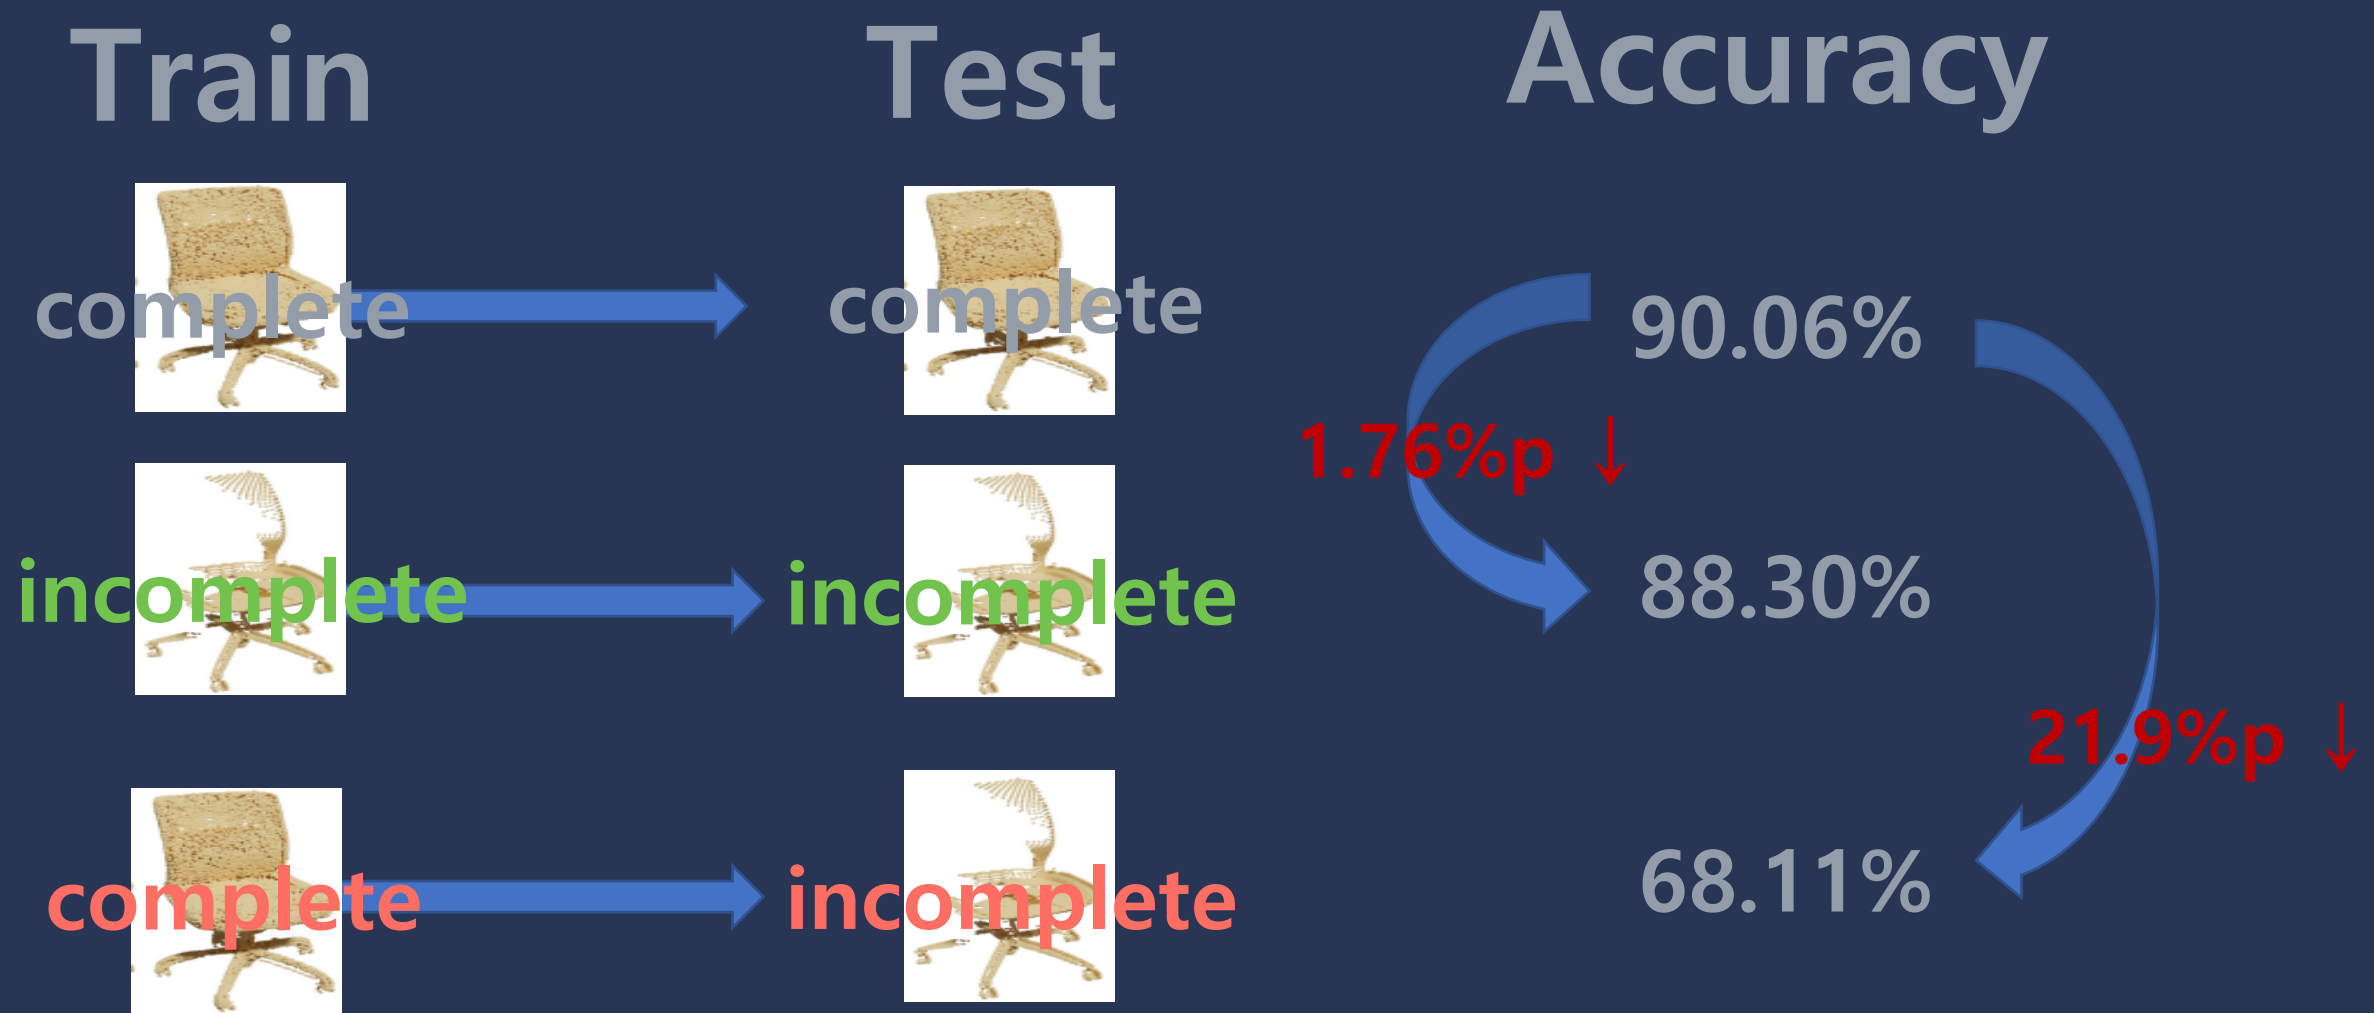 Train Test Accuracy
complete complete 90.06%
1.76%p ↓
incomplete incomplete 88.30%
21.9%p ↓
complete incomplete 68.11%